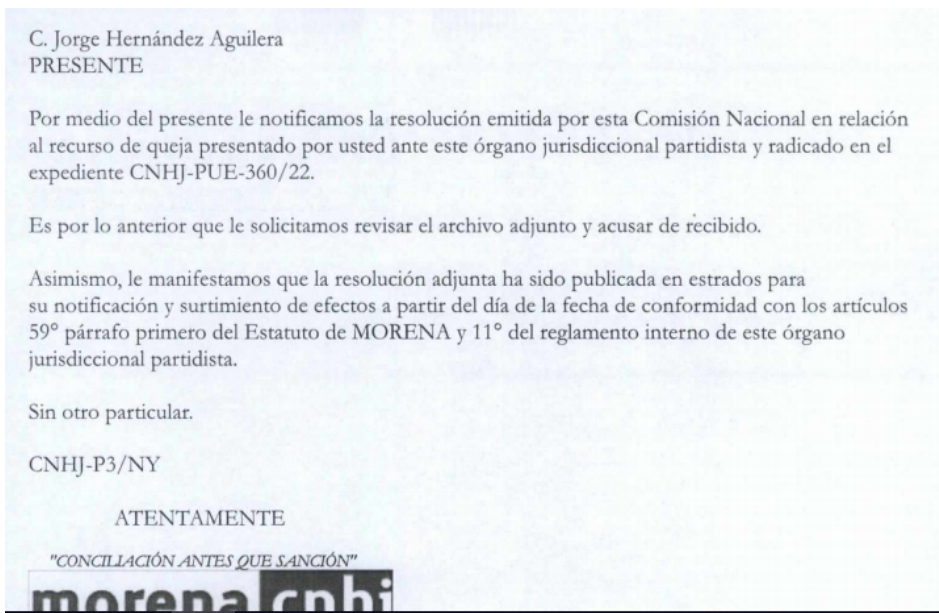 C. Jorge Hernández Aguilera
PRESENTE
Por medio del presente le notificamos la resolución emitida por esta Comisión Nacional en relación
al recurso de queja presentado por usted ante este órgano jurisdiccional partidista y radicado en el
expediente CNHJ-PUE-360/22.
Es por lo anterior que le solicitamos revisar el archivo adjunto y acusar de recibido.
Asimismo, le manifestamos que la resolución adjunta ha sido publicada en estrados para
su notificación y surtimiento de efectos a partir del día de la fecha de conformidad con los artículos
59° párrafo primero del Estatuto de MORENA y 11° del reglamento interno de este órgano
jurisdiccional partidista.
Sin otro particular.
CNHJ-P3/NY
ATENTAMENTE
"CONCILIACIÓN ANTES QUE SANCIÓN"
morena cnhj